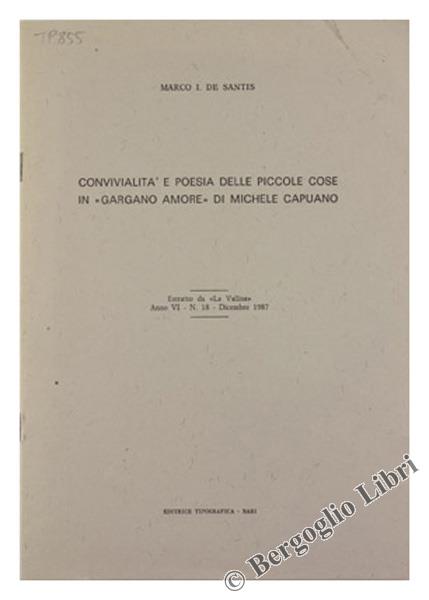 TP855
MARCO I. DE SANTIS
CONVIVIALITA' E POESIA DELLE PICCOLE COSE
IN «GARGANO AMORE» DI MICHELE CAPUANO
Estratto da «La Vallisa»
Anno VI - N. 18 - Dicembre 1987
EDITRICE TIPOGRAFICA - BARI
© Bergoglio Libri